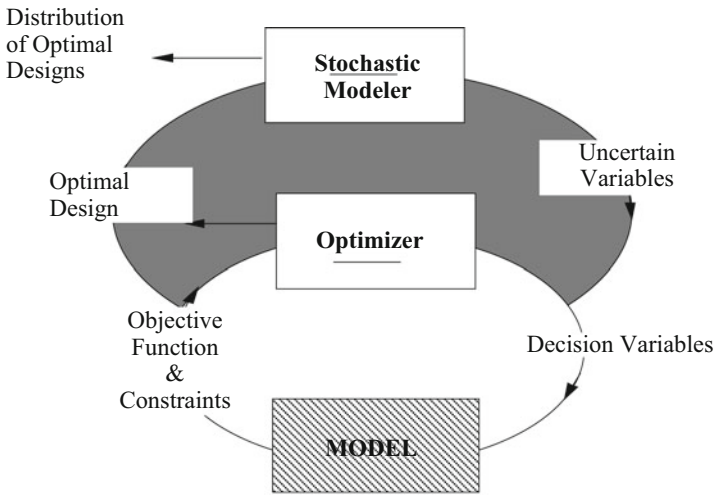 Distribution
of Optimal
Designs
Stochastic
Modeler
Optimal
Design
Uncertain
Variables
Optimizer
Objective
Function
&
Constraints
Decision Variables
MODEL